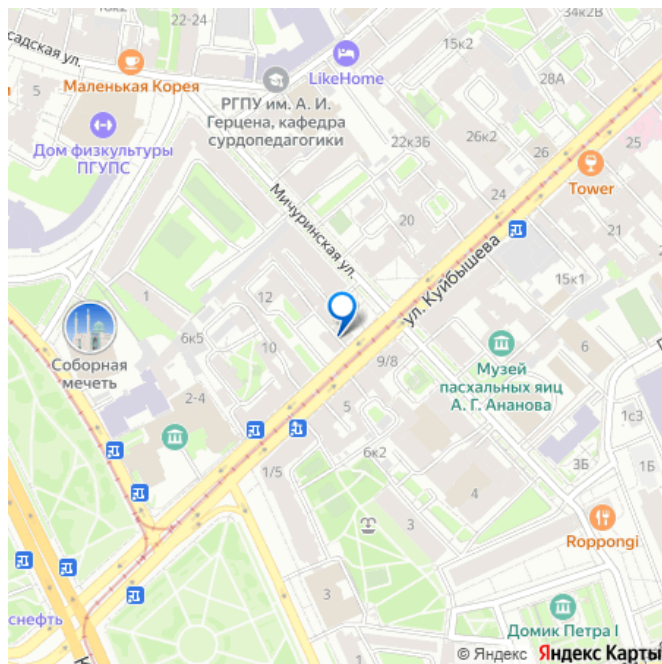 18к2
22-24
34к2В
садская ул.
15к2
LikeHome
28А
Маленькая Корея
5
РГПУ им. А. И.
Герцена, кафедра
сурдопедагогики
Дом физкультуры
ПГУПС
22к3Б
26к2
26
25
Tower
24
Мичуринская ул.
20
21
ул. Куйбышева
15к1
1
12
6к5
10
Соборная
мечеть
9/8
6
Музей
пасхальных яиц
А. Г. Ананова
2-4
5
1с3
6к2
1/5
3Б
1Б
4
3
Roppongi
3
снефть
Домик Петра I
© Яндекс Яндекс Карты